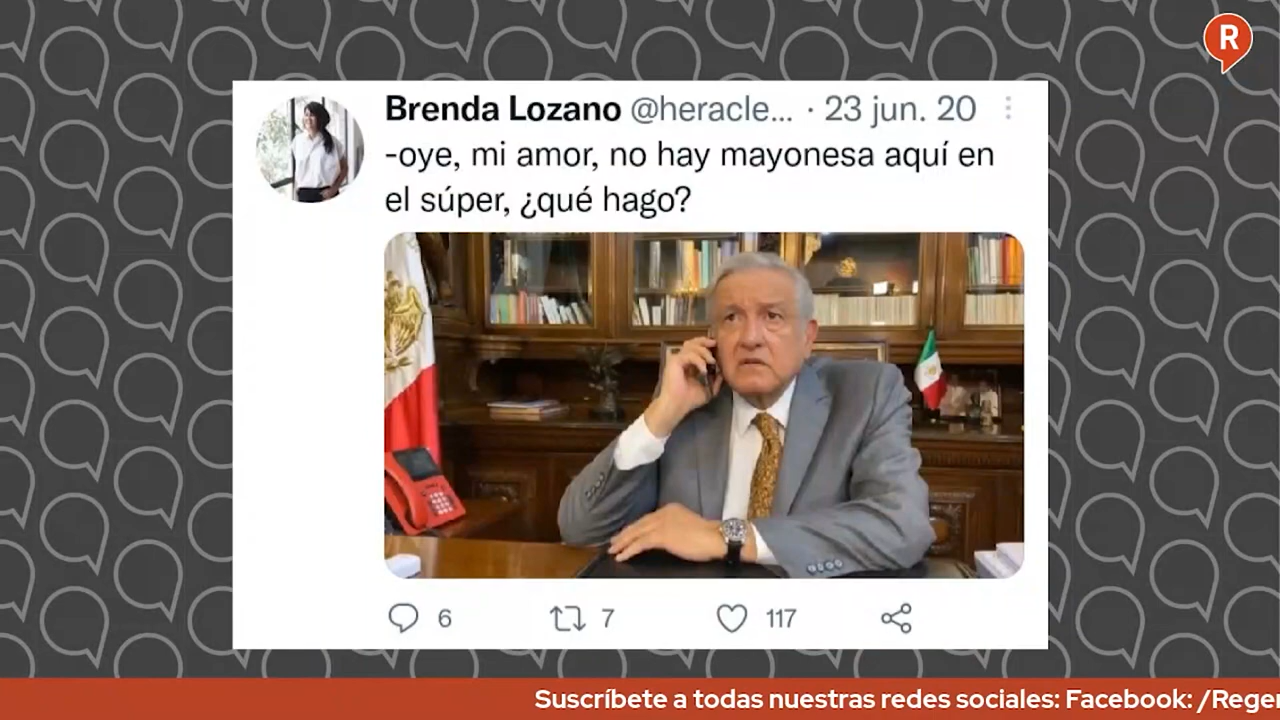 R
Brenda Lozano @heracle... · 23 jun. 20
-oye, mi amor, no hay mayonesa aquí en
el súper, ¿qué hago?
6 7 117
Suscríbete a todas nuestras redes sociales: Facebook: /Rege